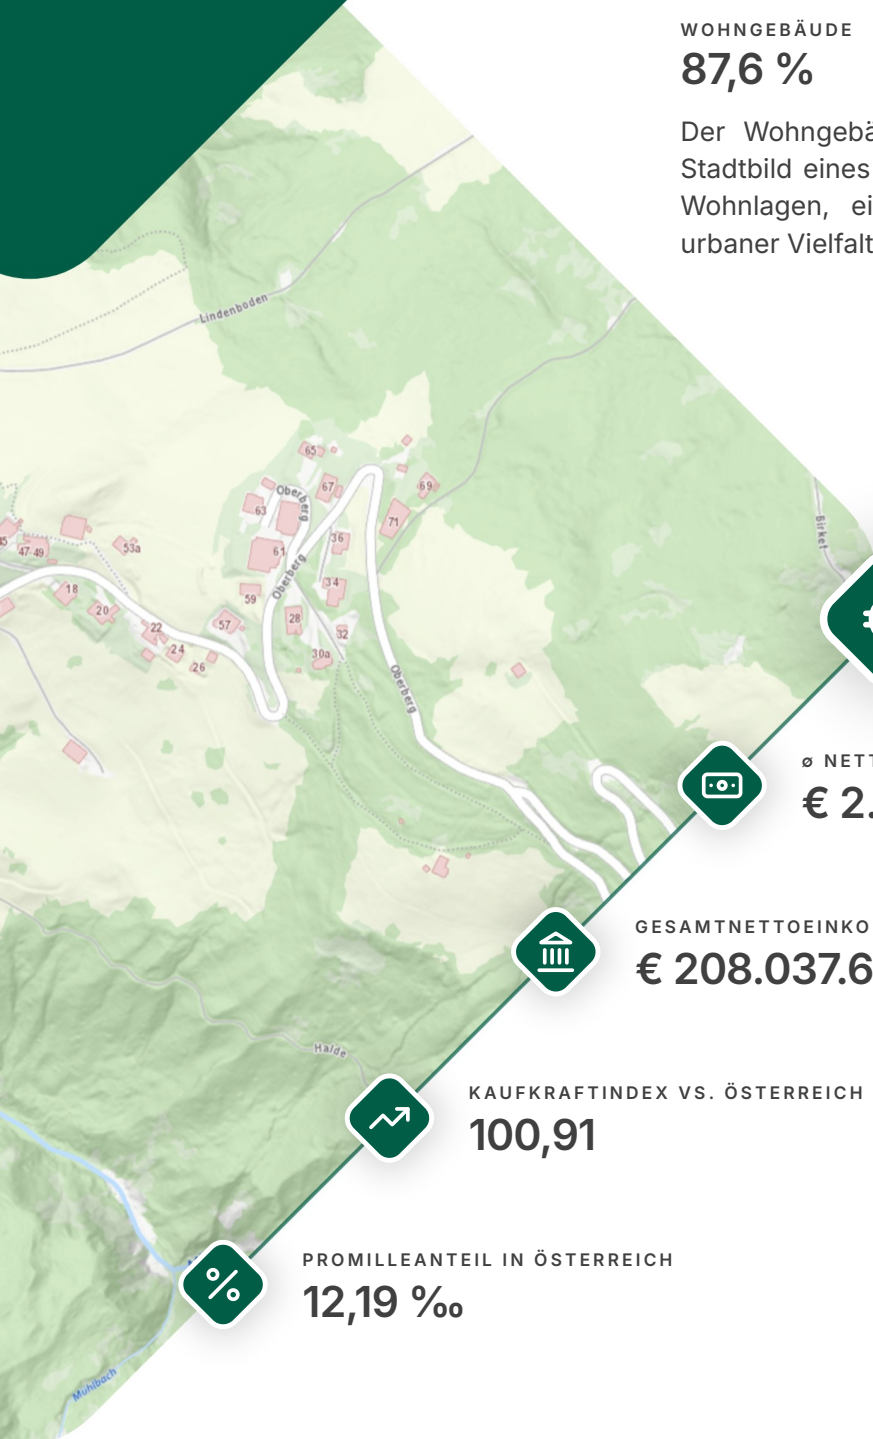 WOHNGEBÄUDE
87,6 %
Der Wohngebä
Stadtbild eines
Wohnlagen, ei
urbaner Vielfalt
Lindenboden
65
67
69
Oberberg
63
71
61
36
Birket
45
47-49
53a
Oberberg
18
59
34
20
28
57
22
32
24
30a
26
Oberberg
ø NETT
€ 2.
GESAMTNETTOEINKO
€ 208.037.6
Halde
KAUFKRAFTINDEX VS. ÖSTERREICH
100,91
PROMILLEANTEIL IN ÖSTERREICH
12,19 ‰
Mühlbach